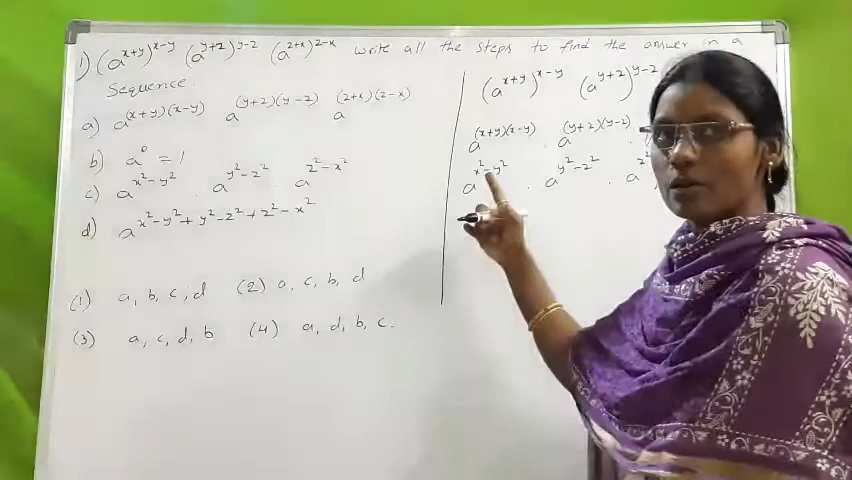 1) (a^{x+y})^{x-y} (a^{y+z})^{y-z} (a^{z+x})^{z-x} write all the steps to find the answer in a
Sequence.
a) a^{(x+y)(x-y)} a^{(y+z)(y-z)} a^{(z+x)(z-x)}
b) a^0 = 1
c) a^{x²-y²} . a^{y²-z²} . a^{z²-x²}
d) a^{x²-y²+y²-z²+z²-x²}
(1) a, b, c, d (2) a, c, b, d
(3) a, c, d, b (4) a, d, b, c.
(a^{x+y})^{x-y} (a^{y+z})^{y-z}
a^{(x+y)(x-y)} . a^{(y+z)(y-z)} .
a^{x²-y²} . a^{y²-z²} . a^{z²